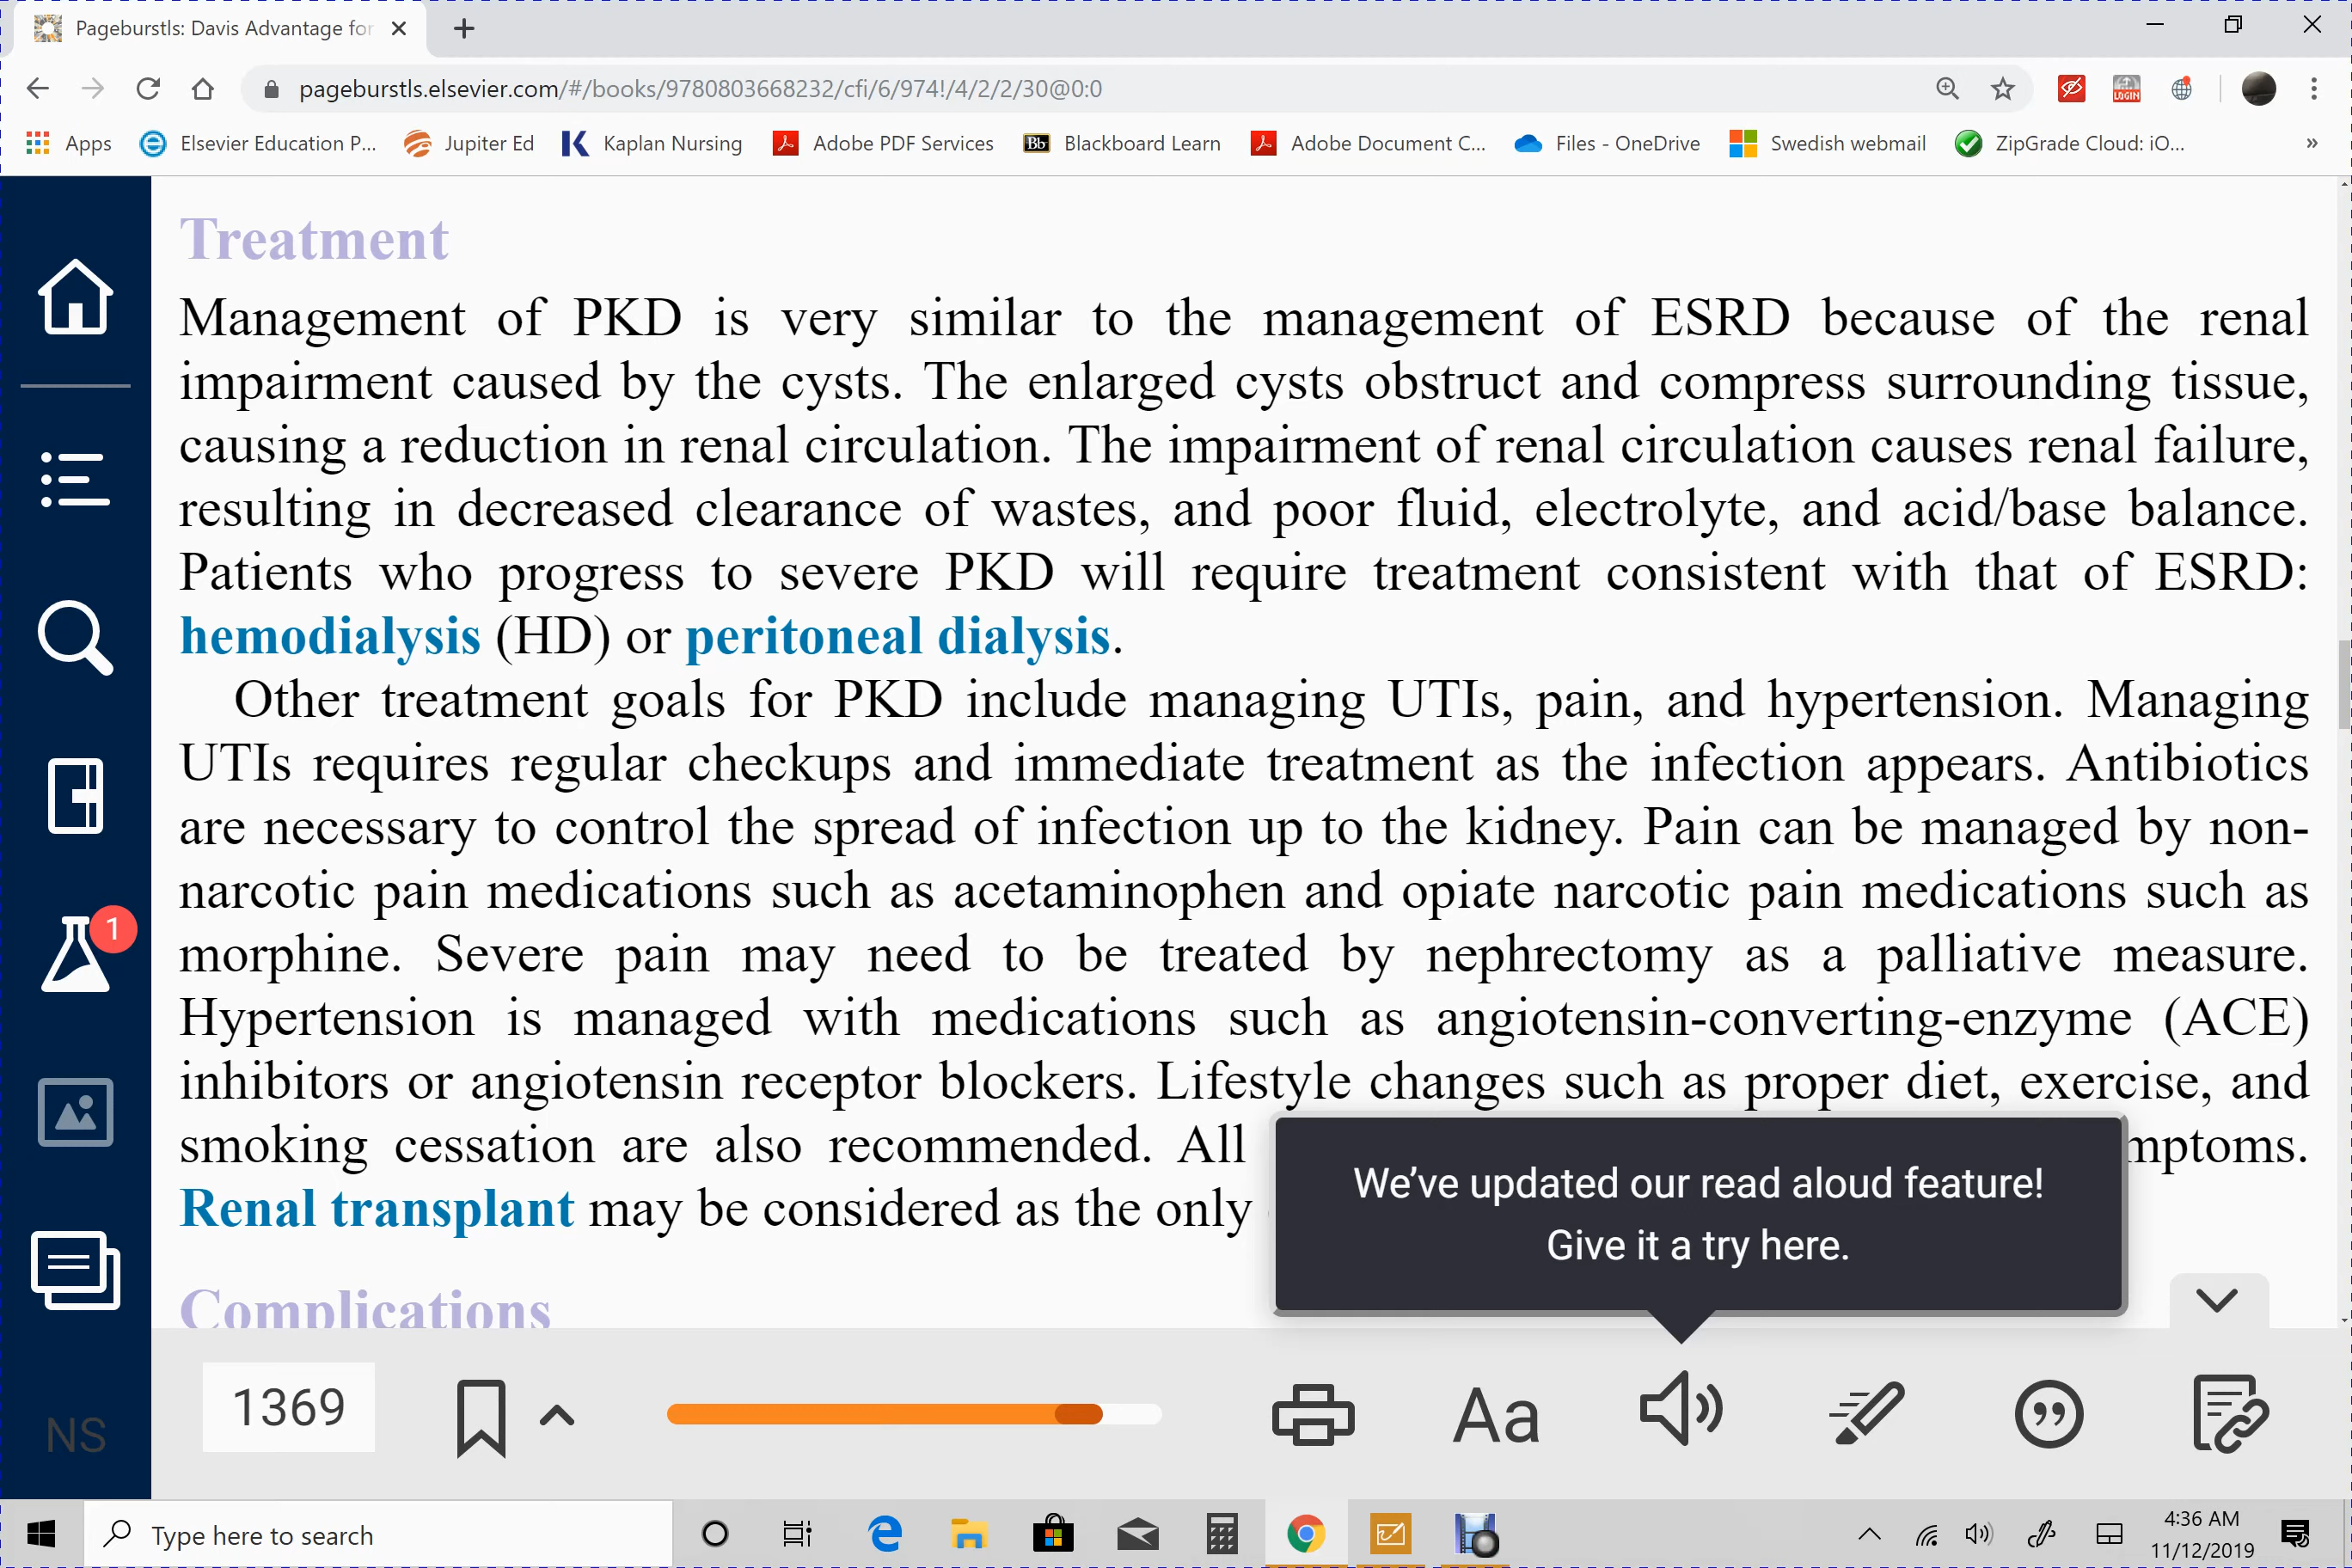 Pageburstls: Davis Advantage for
pageburstls.elsevier.com/#/books/9780803668232/cfi/6/974!/4/2/2/30@0:0
LOGIN
Apps
Elsevier Education P...
Jupiter Ed
Kaplan Nursing
Adobe PDF Services
Bb
Blackboard Learn
Adobe Document C...
Files - OneDrive
Swedish webmail
ZipGrade Cloud: iO...
»
Treatment
Management of PKD is very similar to the management of ESRD because of the renal
impairment caused by the cysts. The enlarged cysts obstruct and compress surrounding tissue,
causing a reduction in renal circulation. The impairment of renal circulation causes renal failure,
resulting in decreased clearance of wastes, and poor fluid, electrolyte, and acid/base balance.
Patients who progress to severe PKD will require treatment consistent with that of ESRD:
hemodialysis (HD) or peritoneal dialysis.
Other treatment goals for PKD include managing UTIs, pain, and hypertension. Managing
UTIs requires regular checkups and immediate treatment as the infection appears. Antibiotics
are necessary to control the spread of infection up to the kidney. Pain can be managed by non-
narcotic pain medications such as acetaminophen and opiate narcotic pain medications such as
morphine. Severe pain may need to be treated by nephrectomy as a palliative measure.
Hypertension is managed with medications such as angiotensin-converting-enzyme (ACE)
inhibitors or angiotensin receptor blockers. Lifestyle changes such as proper diet, exercise, and
smoking cessation are also recommended. All mptoms.
Renal transplant may be considered as the only
We've updated our read aloud feature!
Give it a try here.
Complications
1
NS
1369
Aa
Type here to search
4:36 AM
11/12/2019